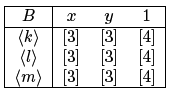 B x y 1
⟨k⟩ [3] [3] [4]
⟨l⟩ [3] [3] [4]
⟨m⟩ [3] [3] [4]